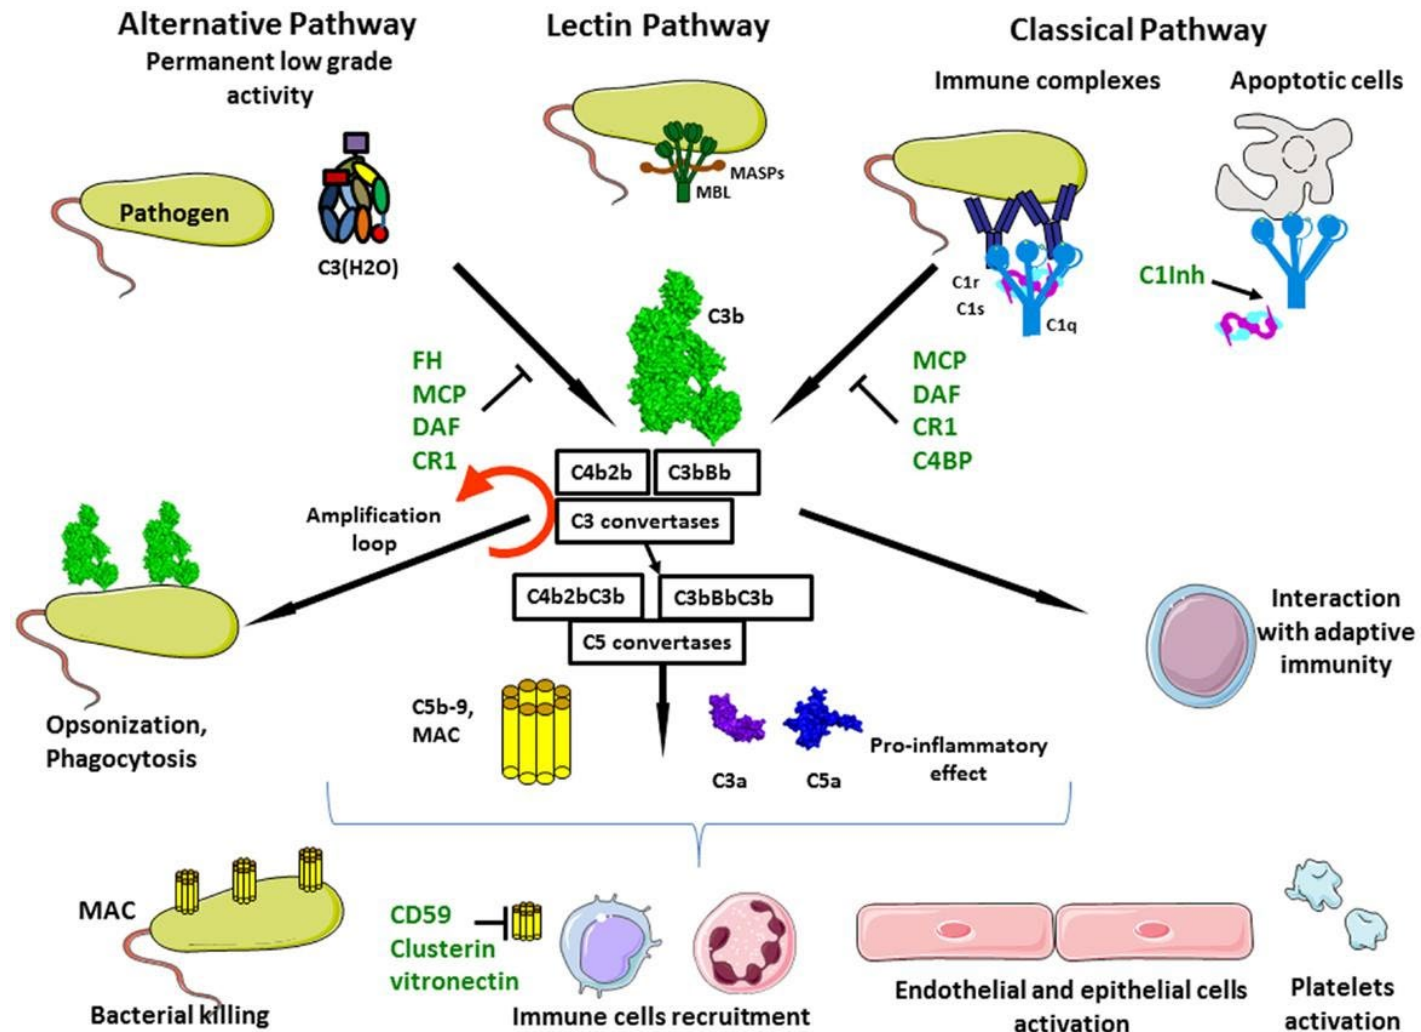 Alternative Pathway
Permanent low grade
activity
Pathogen
C3(H2O)
Lectin Pathway
MASPs
MBL
Classical Pathway
Immune complexes
Apoptotic cells
C1r
C1s
C1q
C1Inh
C3b
FH
MCP
DAF
CR1
MCP
DAF
CR1
C4BP
C4b2b
C3bBb
C3 convertases
Amplification
loop
C4b2bC3b
C3bBbC3b
C5 convertases
Opsonization,
Phagocytosis
Interaction
with adaptive
immunity
C5b-9,
MAC
C3a
C5a
Pro-inflammatory
effect
MAC
Bacterial killing
CD59
Clusterin
vitronectin
Immune cells recruitment
Endothelial and epithelial cells
activation
Platelets
activation